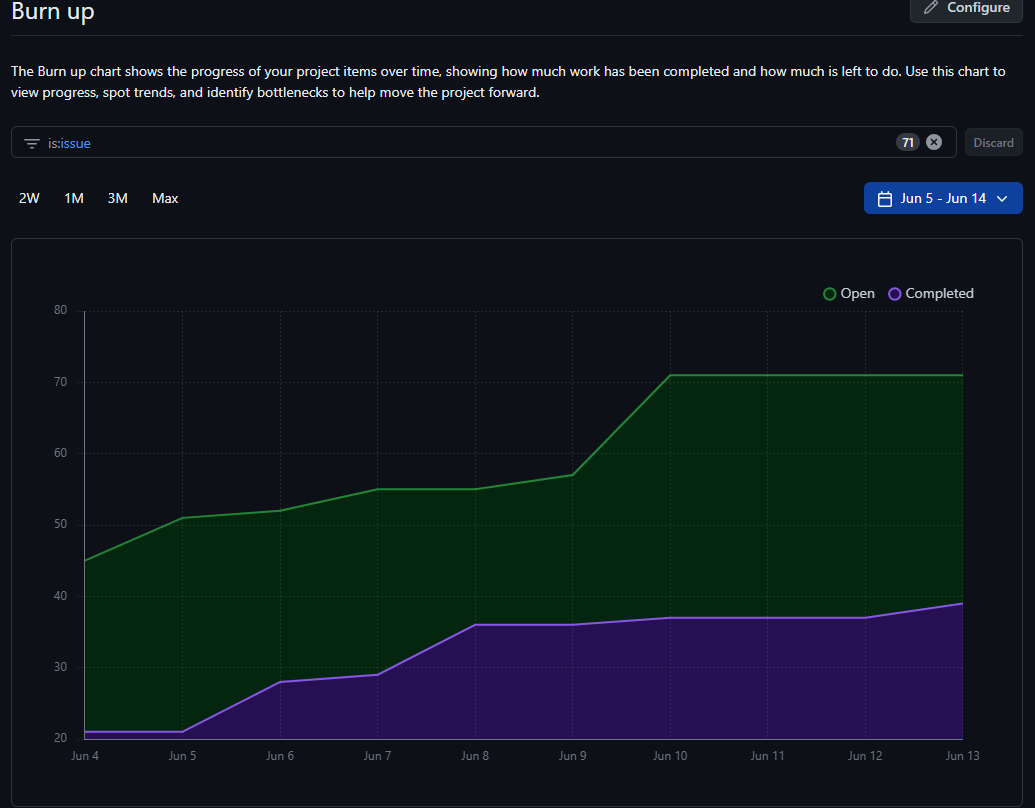 Burn up
Configure
The Burn up chart shows the progress of your project items over time, showing how much work has been completed and how much is left to do. Use this chart to
view progress, spot trends, and identify bottlenecks to help move the project forward.
is:issue
71
Discard
2W 1M 3M Max
Jun 5 - Jun 14
Open Completed
80
70
60
50
40
30
20
Jun 4 Jun 5 Jun 6 Jun 7 Jun 8 Jun 9 Jun 10 Jun 11 Jun 12 Jun 13